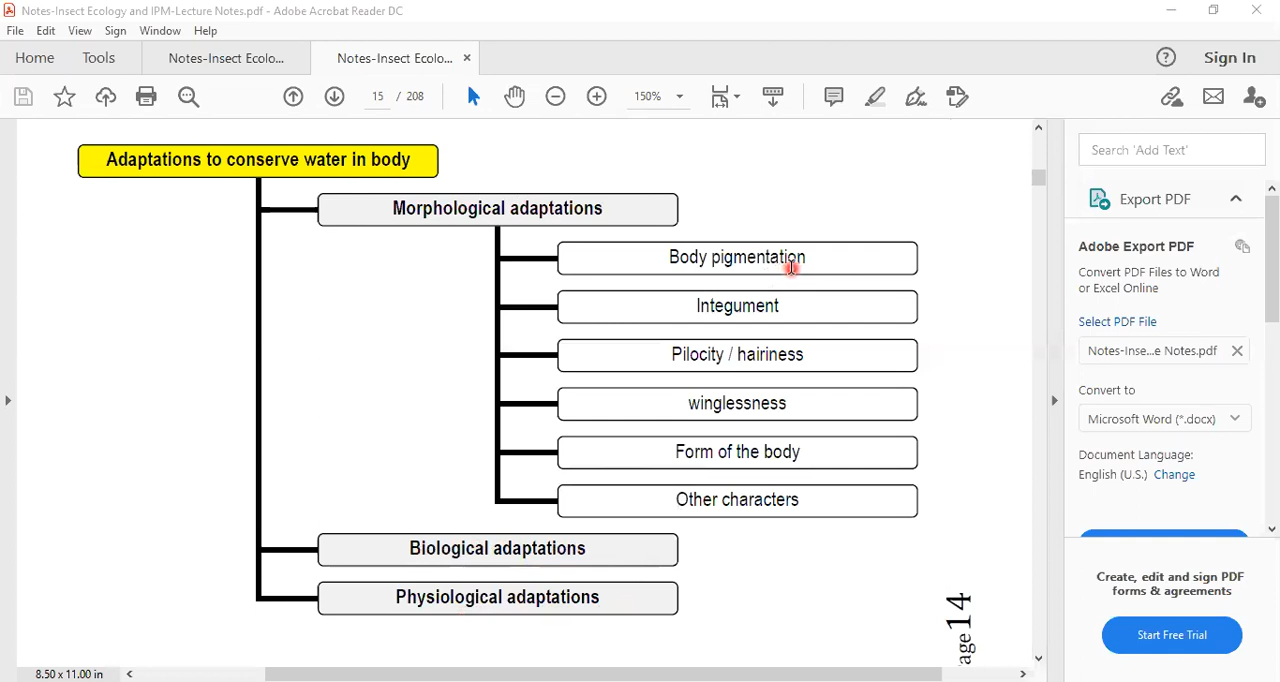 Notes-Insect Ecology and IPM-Lecture Notes.pdf - Adobe Acrobat Reader DC
File Edit View Sign Window Help
Home Tools Notes-Insect Ecolo... Notes-Insect Ecolo... × Sign In
15 / 208 150%
Adaptations to conserve water in body
Morphological adaptations
Body pigmentation
Integument
Pilocity / hairiness
winglessness
Form of the body
Other characters
Biological adaptations
Physiological adaptations
age14
8.50 x 11.00 in
Search 'Add Text'
Export PDF
Adobe Export PDF
Convert PDF Files to Word
or Excel Online
Select PDF File
Notes-Inse...e Notes.pdf
Convert to
Microsoft Word (*.docx)
Document Language:
English (U.S.) Change
Create, edit and sign PDF
forms & agreements
Start Free Trial